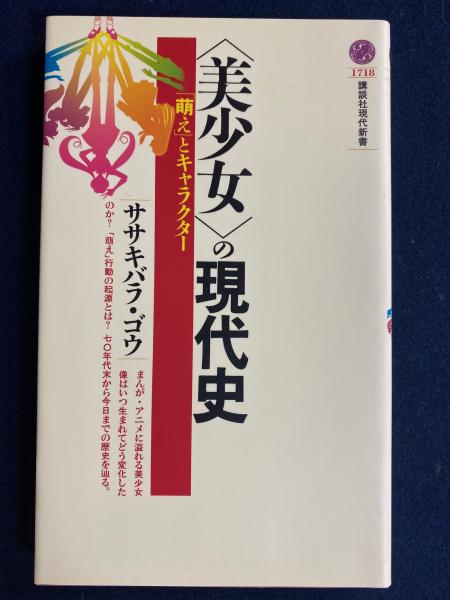 1718
講談社現代新書
〈美少女〉の現代史
「萌え」とキャラクター
ササキバラ・ゴウ
まんが・アニメに溢れる美少女
像はいつ生まれてどう変化した
のか?「萌え」行動の起源とは? 七〇年代末から今日までの歴史を辿る。